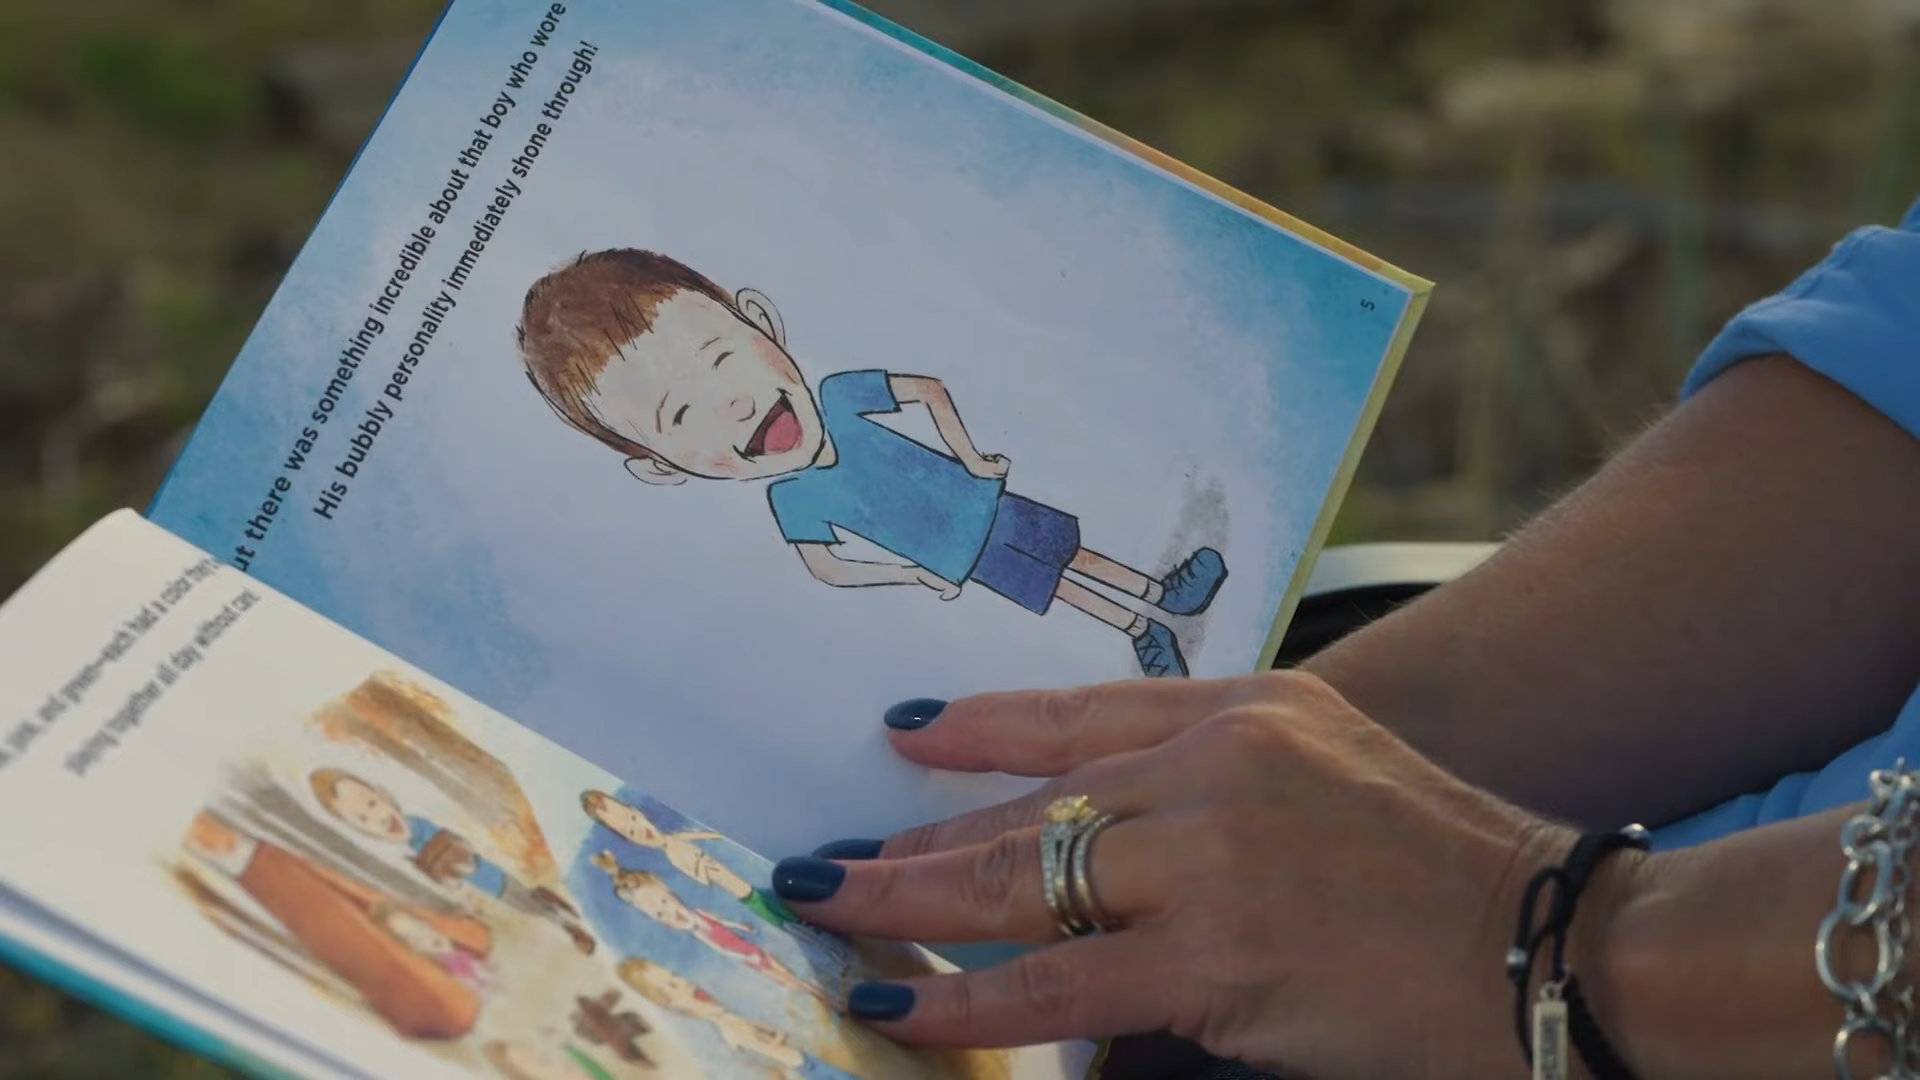 pink, and green—each had a color they
playing together all day without care.
ut there was something incredible about that boy who wore
His bubbly personality immediately shone through!
5